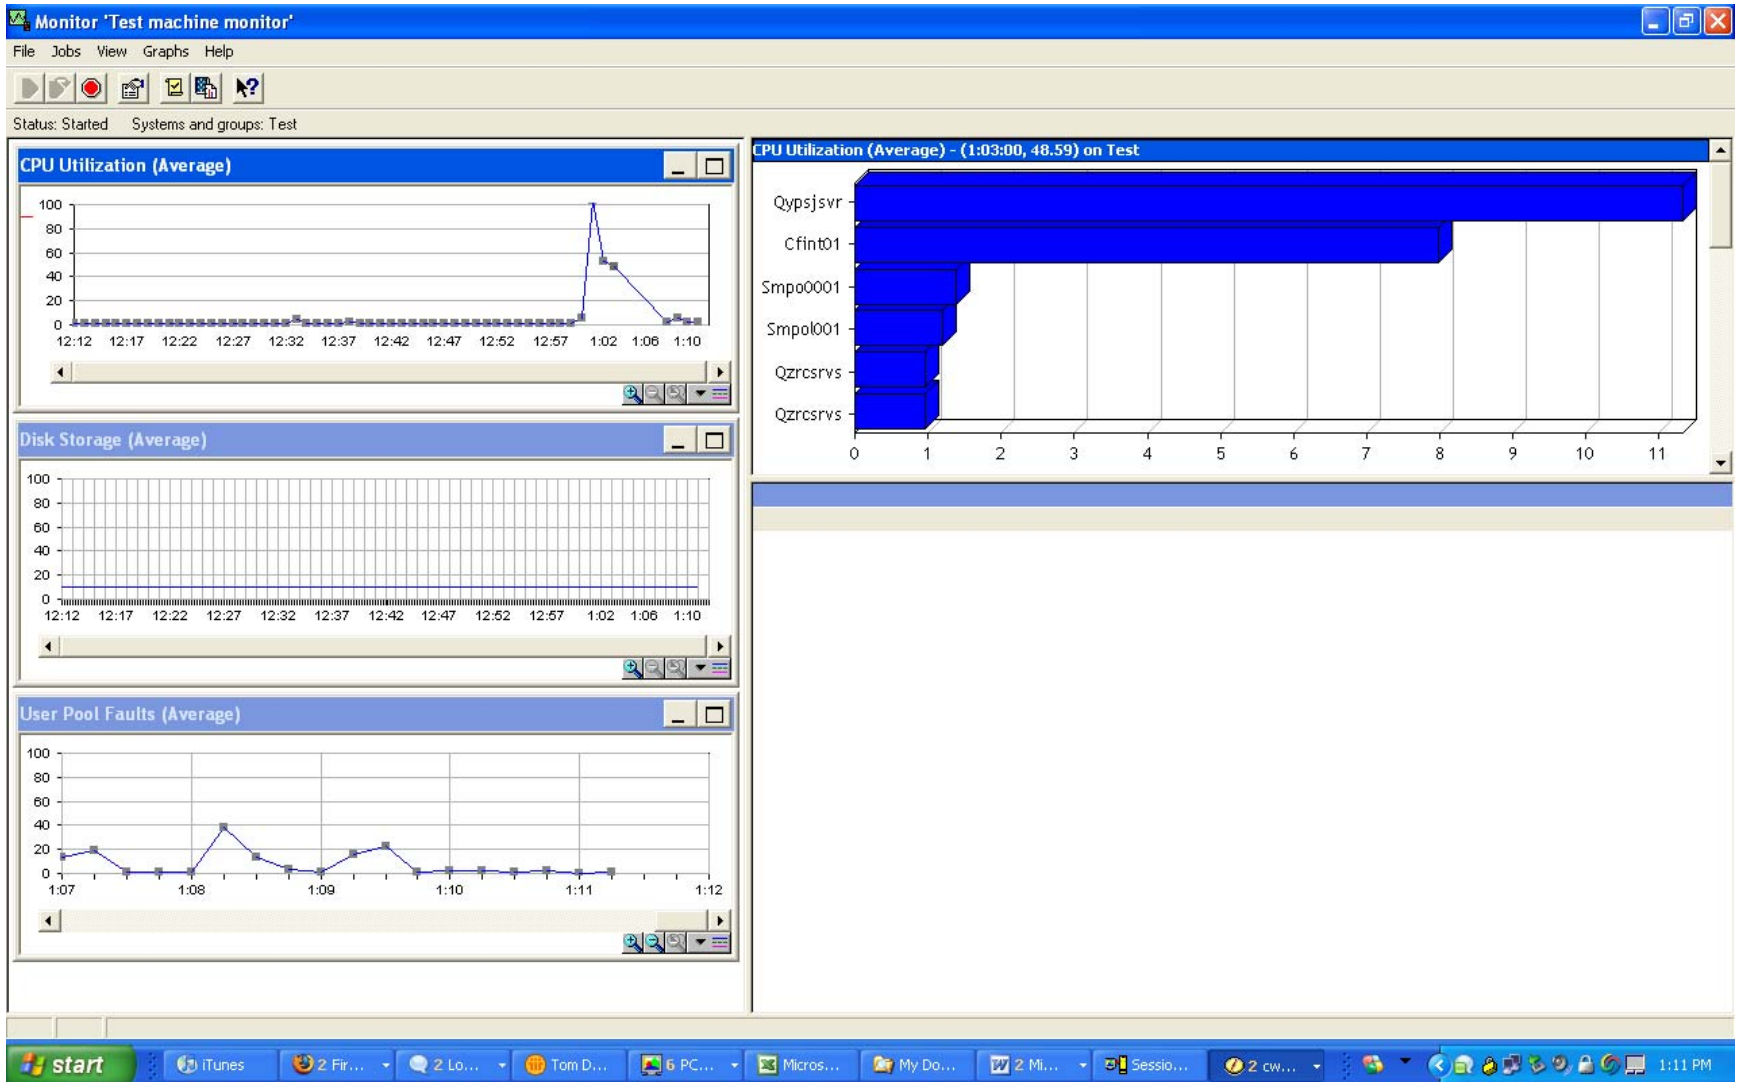 Monitor 'Test machine monitor'
File Jobs View Graphs Help
Status: Started Systems and groups: Test
CPU Utilization (Average)
100
80
60
40
20
0
12:12 12:17 12:22 12:27 12:32 12:37 12:42 12:47 12:52 12:57 1:02 1:06 1:10
Disk Storage (Average)
100
80
60
40
20
0
12:12 12:17 12:22 12:27 12:32 12:37 12:42 12:47 12:52 12:57 1:02 1:06 1:10
User Pool Faults (Average)
100
80
60
40
20
0
1:07 1:08 1:09 1:10 1:11 1:12
CPU Utilization (Average) - (1:03:00, 48.59) on Test
Qypsjsvr
Cfint01
Smpo0001
Smpol001
Qzrcsrvs
Qzrcsrvs
0 1 2 3 4 5 6 7 8 9 10 11
start iTunes 2 Fir... 2 Lo... Tom D... 6 PC... Micros... My Do... 2 Mi... Sessio... 2 cw... 1:11 PM